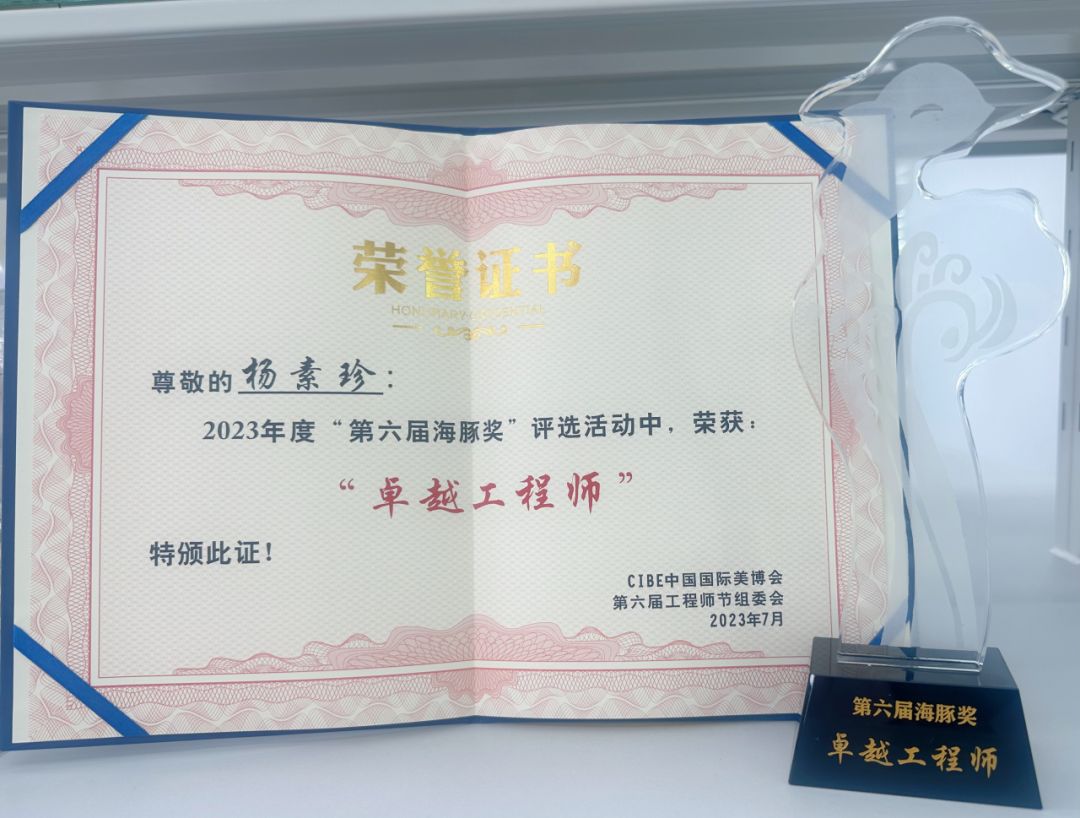 荣誉证书
HONORARY CREDENTIAL
尊敬的 杨素珍：
2023年度“第六届海豚奖”评选活动中，荣获：
“卓越工程师”
特颁此证！
CIBE中国国际美博会
第六届工程师节组委会
2023年7月
第六届海豚奖
卓越工程师